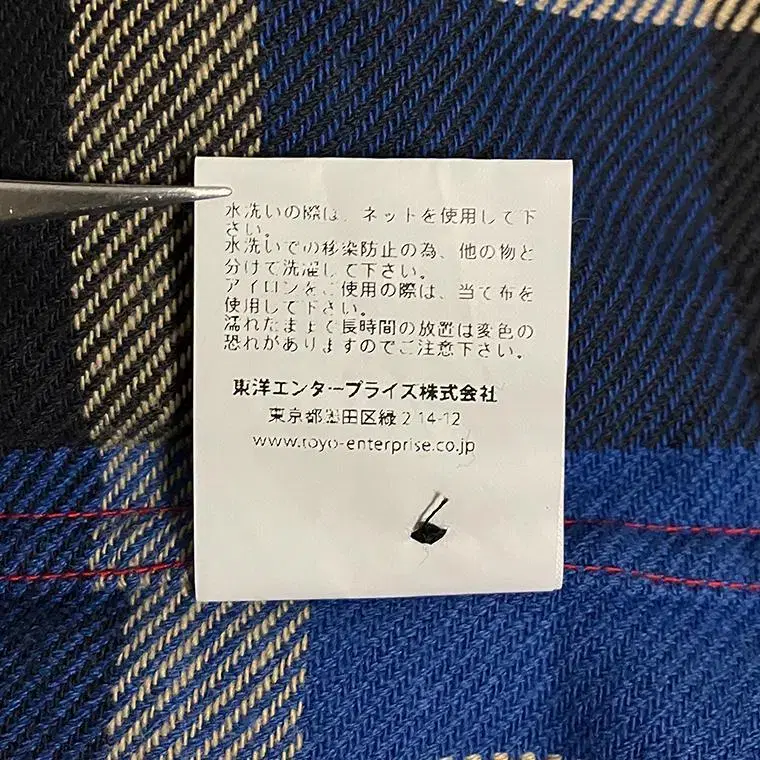 水洗いの際は、ネットを使用して下
さい。
水洗いでの移染防止の為、他の物と
分けて洗濯して下さい。
アイロンをご使用の際は、当て布を
使用して下さい。
濡れたままで長時間の放置は変色の
恐れがありますのでご注意下さい。
東洋エンタープライズ株式会社
東京都墨田区緑 2-14-12
www.toyo-enterprise.co.jp